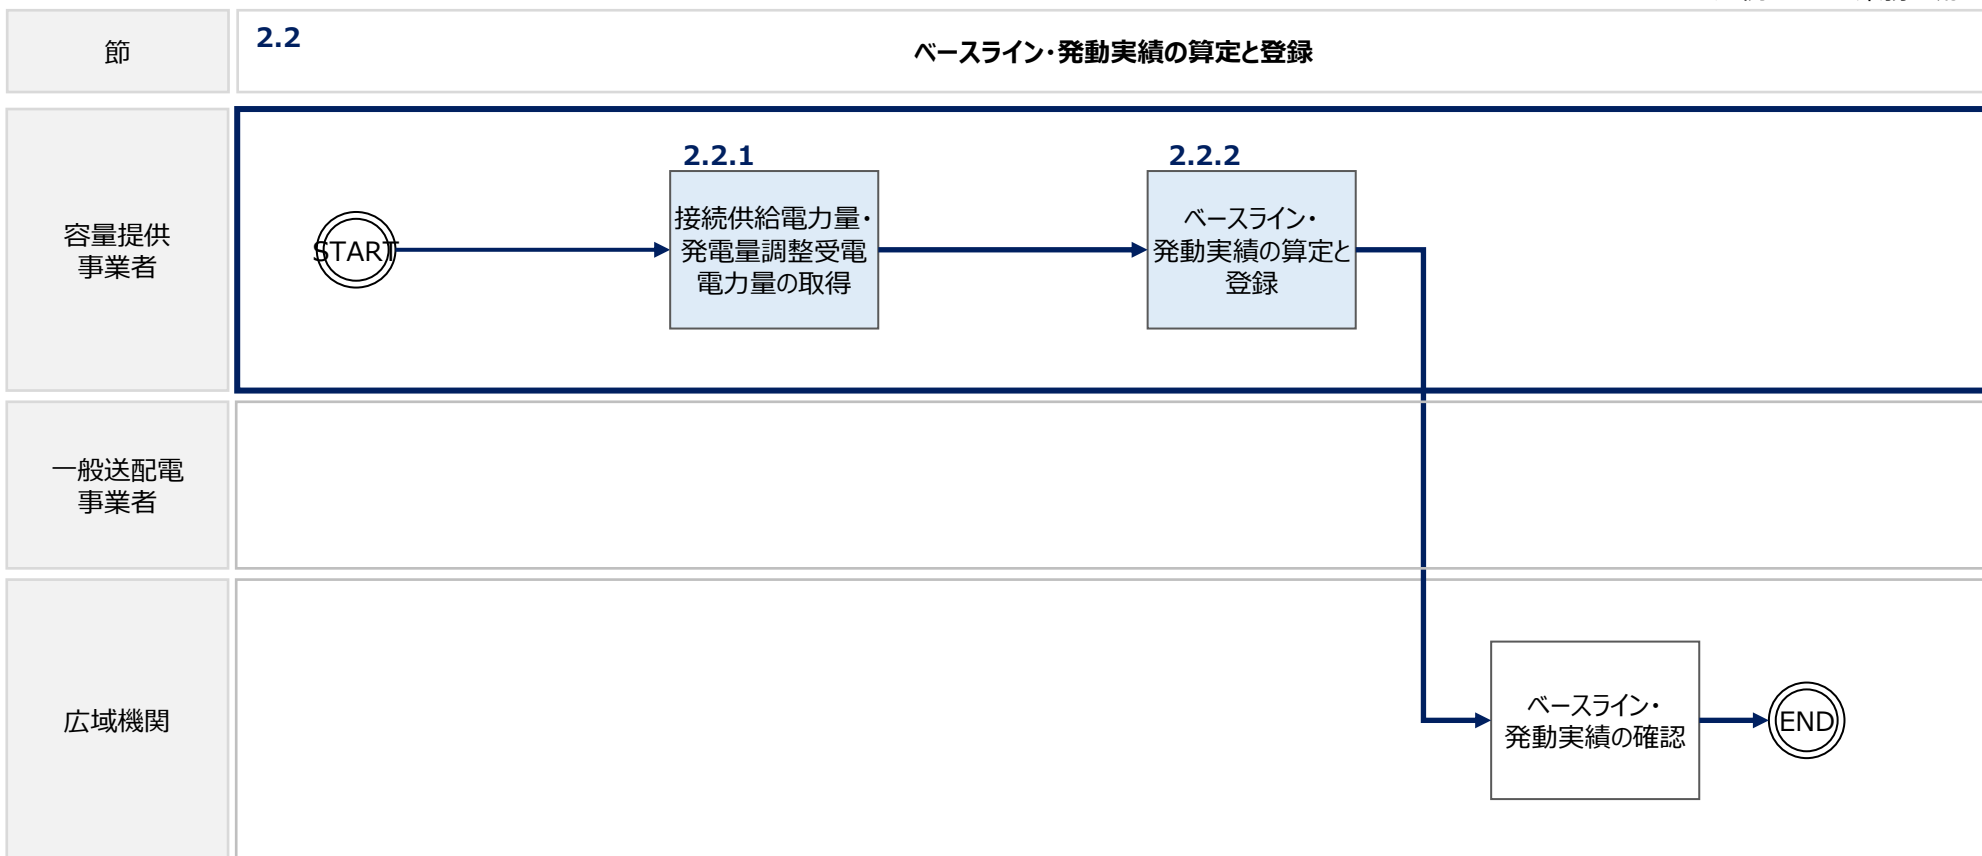 節
2.2
ベースライン・発動実績の算定と登録
容量提供
事業者
START
2.2.1
接続供給電力量・
発電量調整受電
電力量の取得
2.2.2
ベースライン・
発動実績の算定と
登録
一般送配電
事業者
広域機関
ベースライン・
発動実績の確認
END